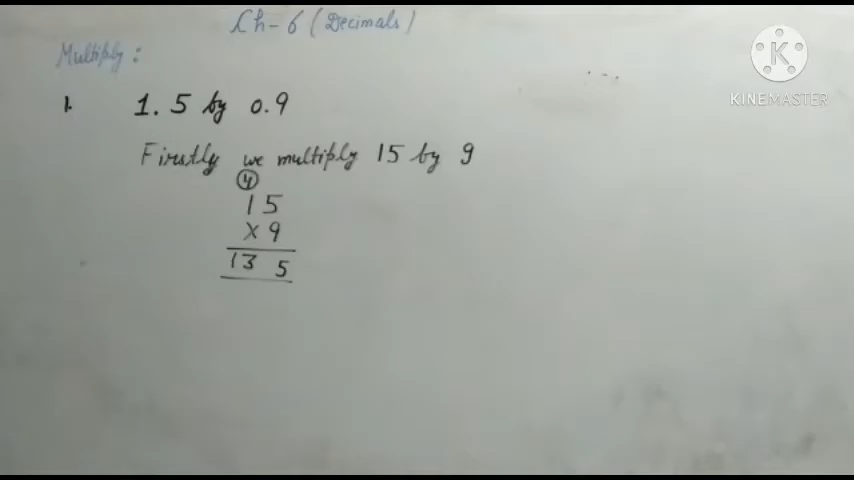 Ch-6 (Decimals)
Multiply:
1. 1.5 by 0.9
Firstly we multiply 15 by 9
4
15
x 9
135
K
KINEMASTER